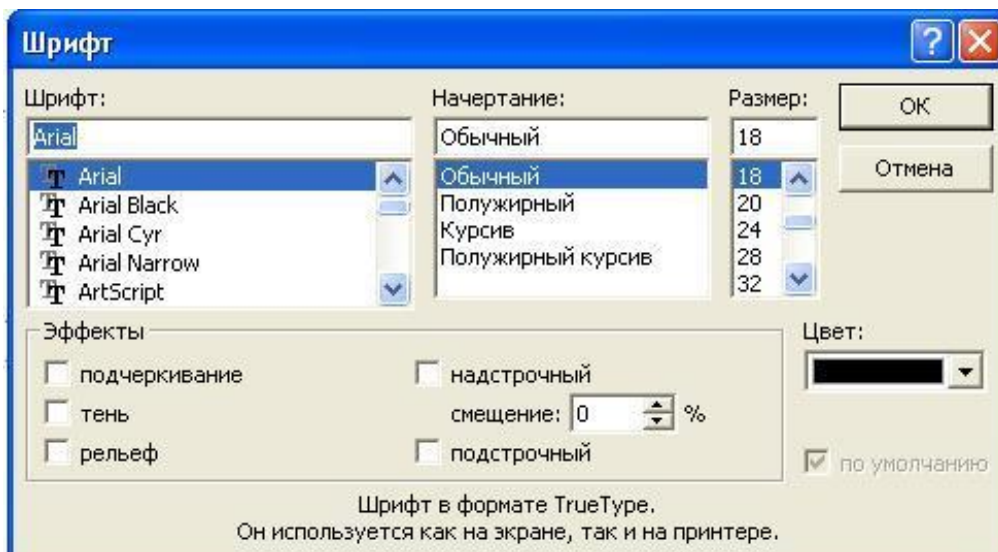 Шрифт
Шрифт:
Начертание:
Размер:
Arial
Обычный
18
ОК
Отмена
Arial
Arial Black
Arial Cyr
Arial Narrow
ArtScript
Обычный
Полужирный
Курсив
Полужирный курсив
18
20
24
28
32
Эффекты
подчеркивание
тень
рельеф
надстрочный
смещение: 0 %
подстрочный
Цвет:
по умолчанию
Шрифт в формате TrueType.
Он используется как на экране, так и на принтере.